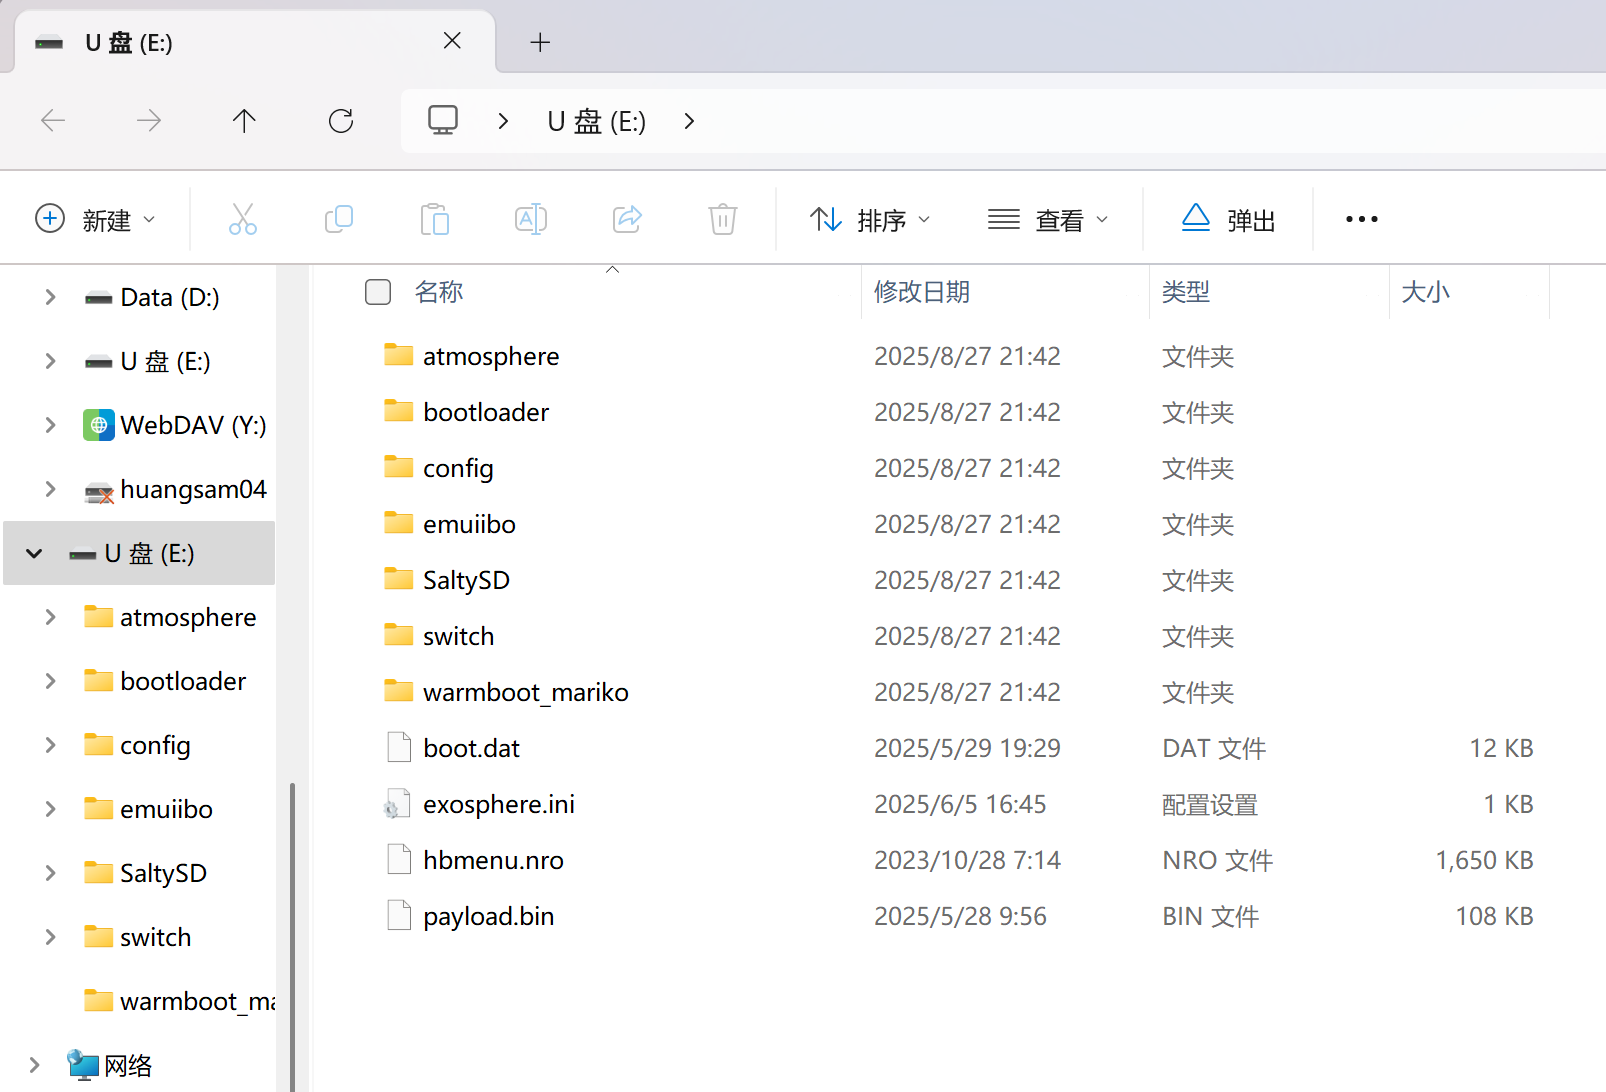 U 盘 (E:)
U 盘 (E:)
新建
排序
查看
弹出
Data (D:)
U 盘 (E:)
WebDAV (Y:)
huangsam04
U 盘 (E:)
atmosphere
bootloader
config
emuiibo
SaltySD
switch
warmboot_ma
网络
名称 修改日期 类型 大小
atmosphere 2025/8/27 21:42 文件夹
bootloader 2025/8/27 21:42 文件夹
config 2025/8/27 21:42 文件夹
emuiibo 2025/8/27 21:42 文件夹
SaltySD 2025/8/27 21:42 文件夹
switch 2025/8/27 21:42 文件夹
warmboot_mariko 2025/8/27 21:42 文件夹
boot.dat 2025/5/29 19:29 DAT 文件 12 KB
exosphere.ini 2025/6/5 16:45 配置设置 1 KB
hbmenu.nro 2023/10/28 7:14 NRO 文件 1,650 KB
payload.bin 2025/5/28 9:56 BIN 文件 108 KB